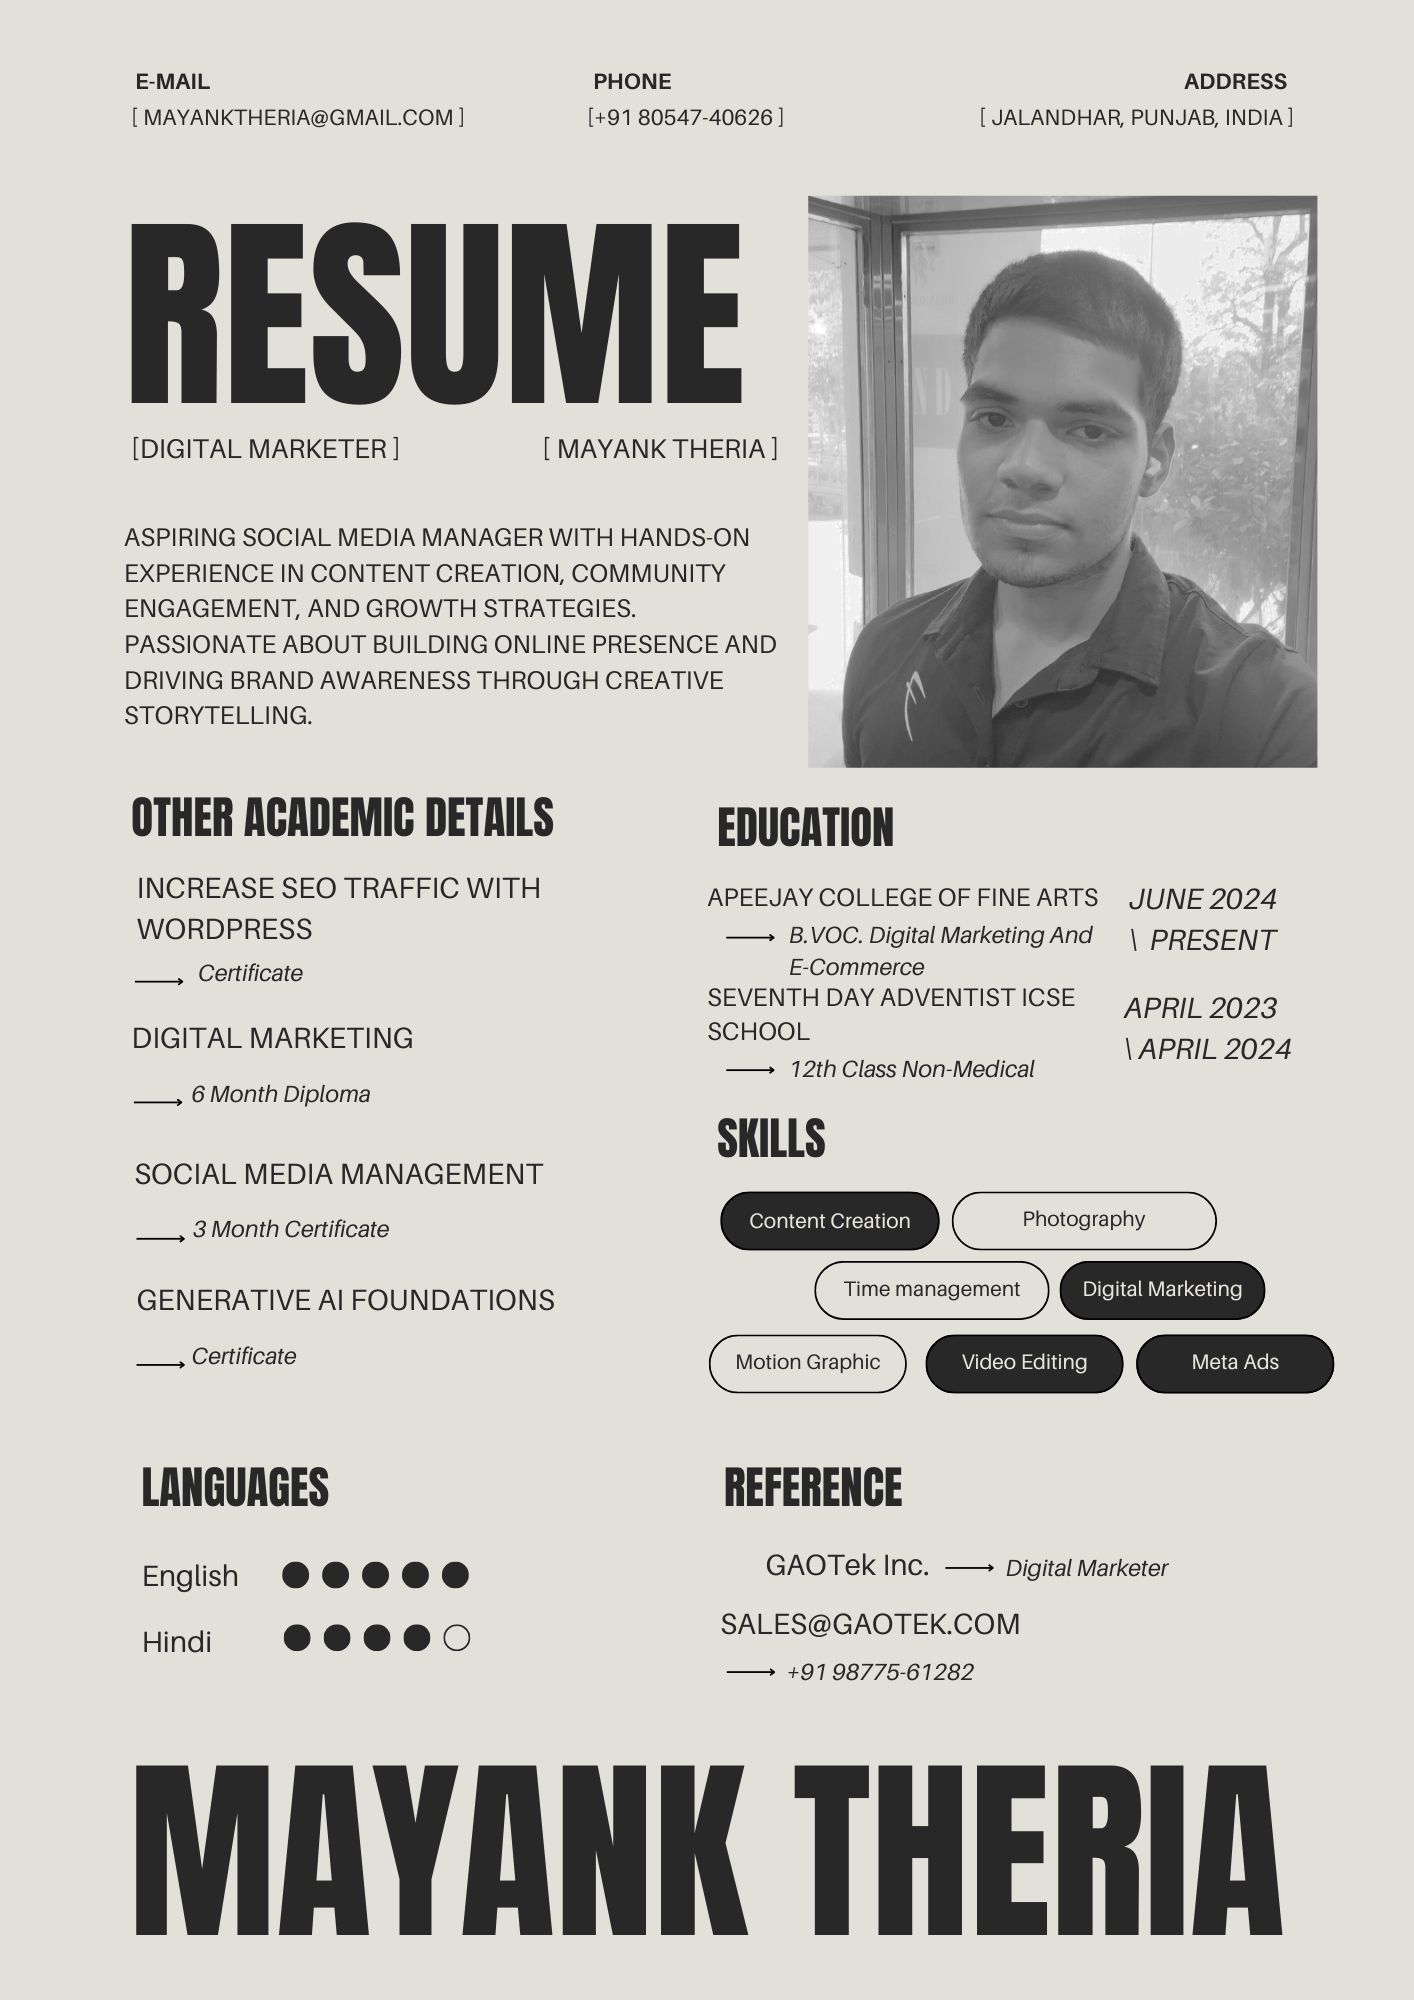 E-MAIL
[ MAYANKTHERIA@GMAIL.COM ]
PHONE
[+91 80547-40626 ]
ADDRESS
[ JALANDHAR, PUNJAB, INDIA ]
RESUME
[DIGITAL MARKETER ]
[ MAYANK THERIA ]
ASPIRING SOCIAL MEDIA MANAGER WITH HANDS-ON
EXPERIENCE IN CONTENT CREATION, COMMUNITY
ENGAGEMENT, AND GROWTH STRATEGIES.
PASSIONATE ABOUT BUILDING ONLINE PRESENCE AND
DRIVING BRAND AWARENESS THROUGH CREATIVE
STORYTELLING.
OTHER ACADEMIC DETAILS
INCREASE SEO TRAFFIC WITH
WORDPRESS
Certificate
DIGITAL MARKETING
6 Month Diploma
SOCIAL MEDIA MANAGEMENT
3 Month Certificate
GENERATIVE AI FOUNDATIONS
Certificate
EDUCATION
APEEJAY COLLEGE OF FINE ARTS
JUNE 2024
\ PRESENT
B.VOC. Digital Marketing And
E-Commerce
SEVENTH DAY ADVENTIST ICSE
SCHOOL
APRIL 2023
\ APRIL 2024
12th Class Non-Medical
SKILLS
Content Creation
Photography
Time management
Digital Marketing
Motion Graphic
Video Editing
Meta Ads
LANGUAGES
English
Hindi
REFERENCE
GAOTek Inc.
Digital Marketer
SALES@GAOTEK.COM
+91 98775-61282
MAYANK THERIA